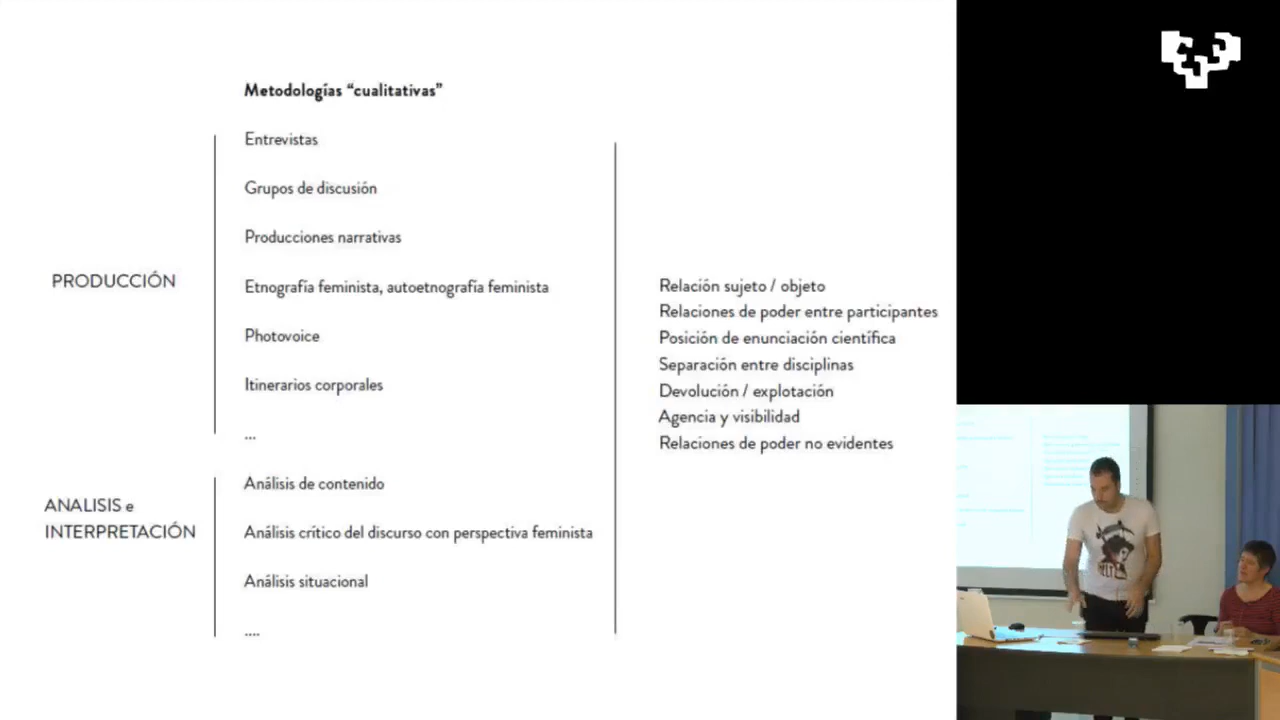 Metodologías “cualitativas”
PRODUCCIÓN
Entrevistas
Grupos de discusión
Producciones narrativas
Etnografía feminista, autoetnografía feminista
Photovoice
Itinerarios corporales
...
ANALISIS e
INTERPRETACIÓN
Análisis de contenido
Análisis crítico del discurso con perspectiva feminista
Análisis situacional
....
Relación sujeto / objeto
Relaciones de poder entre participantes
Posición de enunciación científica
Separación entre disciplinas
Devolución / explotación
Agencia y visibilidad
Relaciones de poder no evidentes